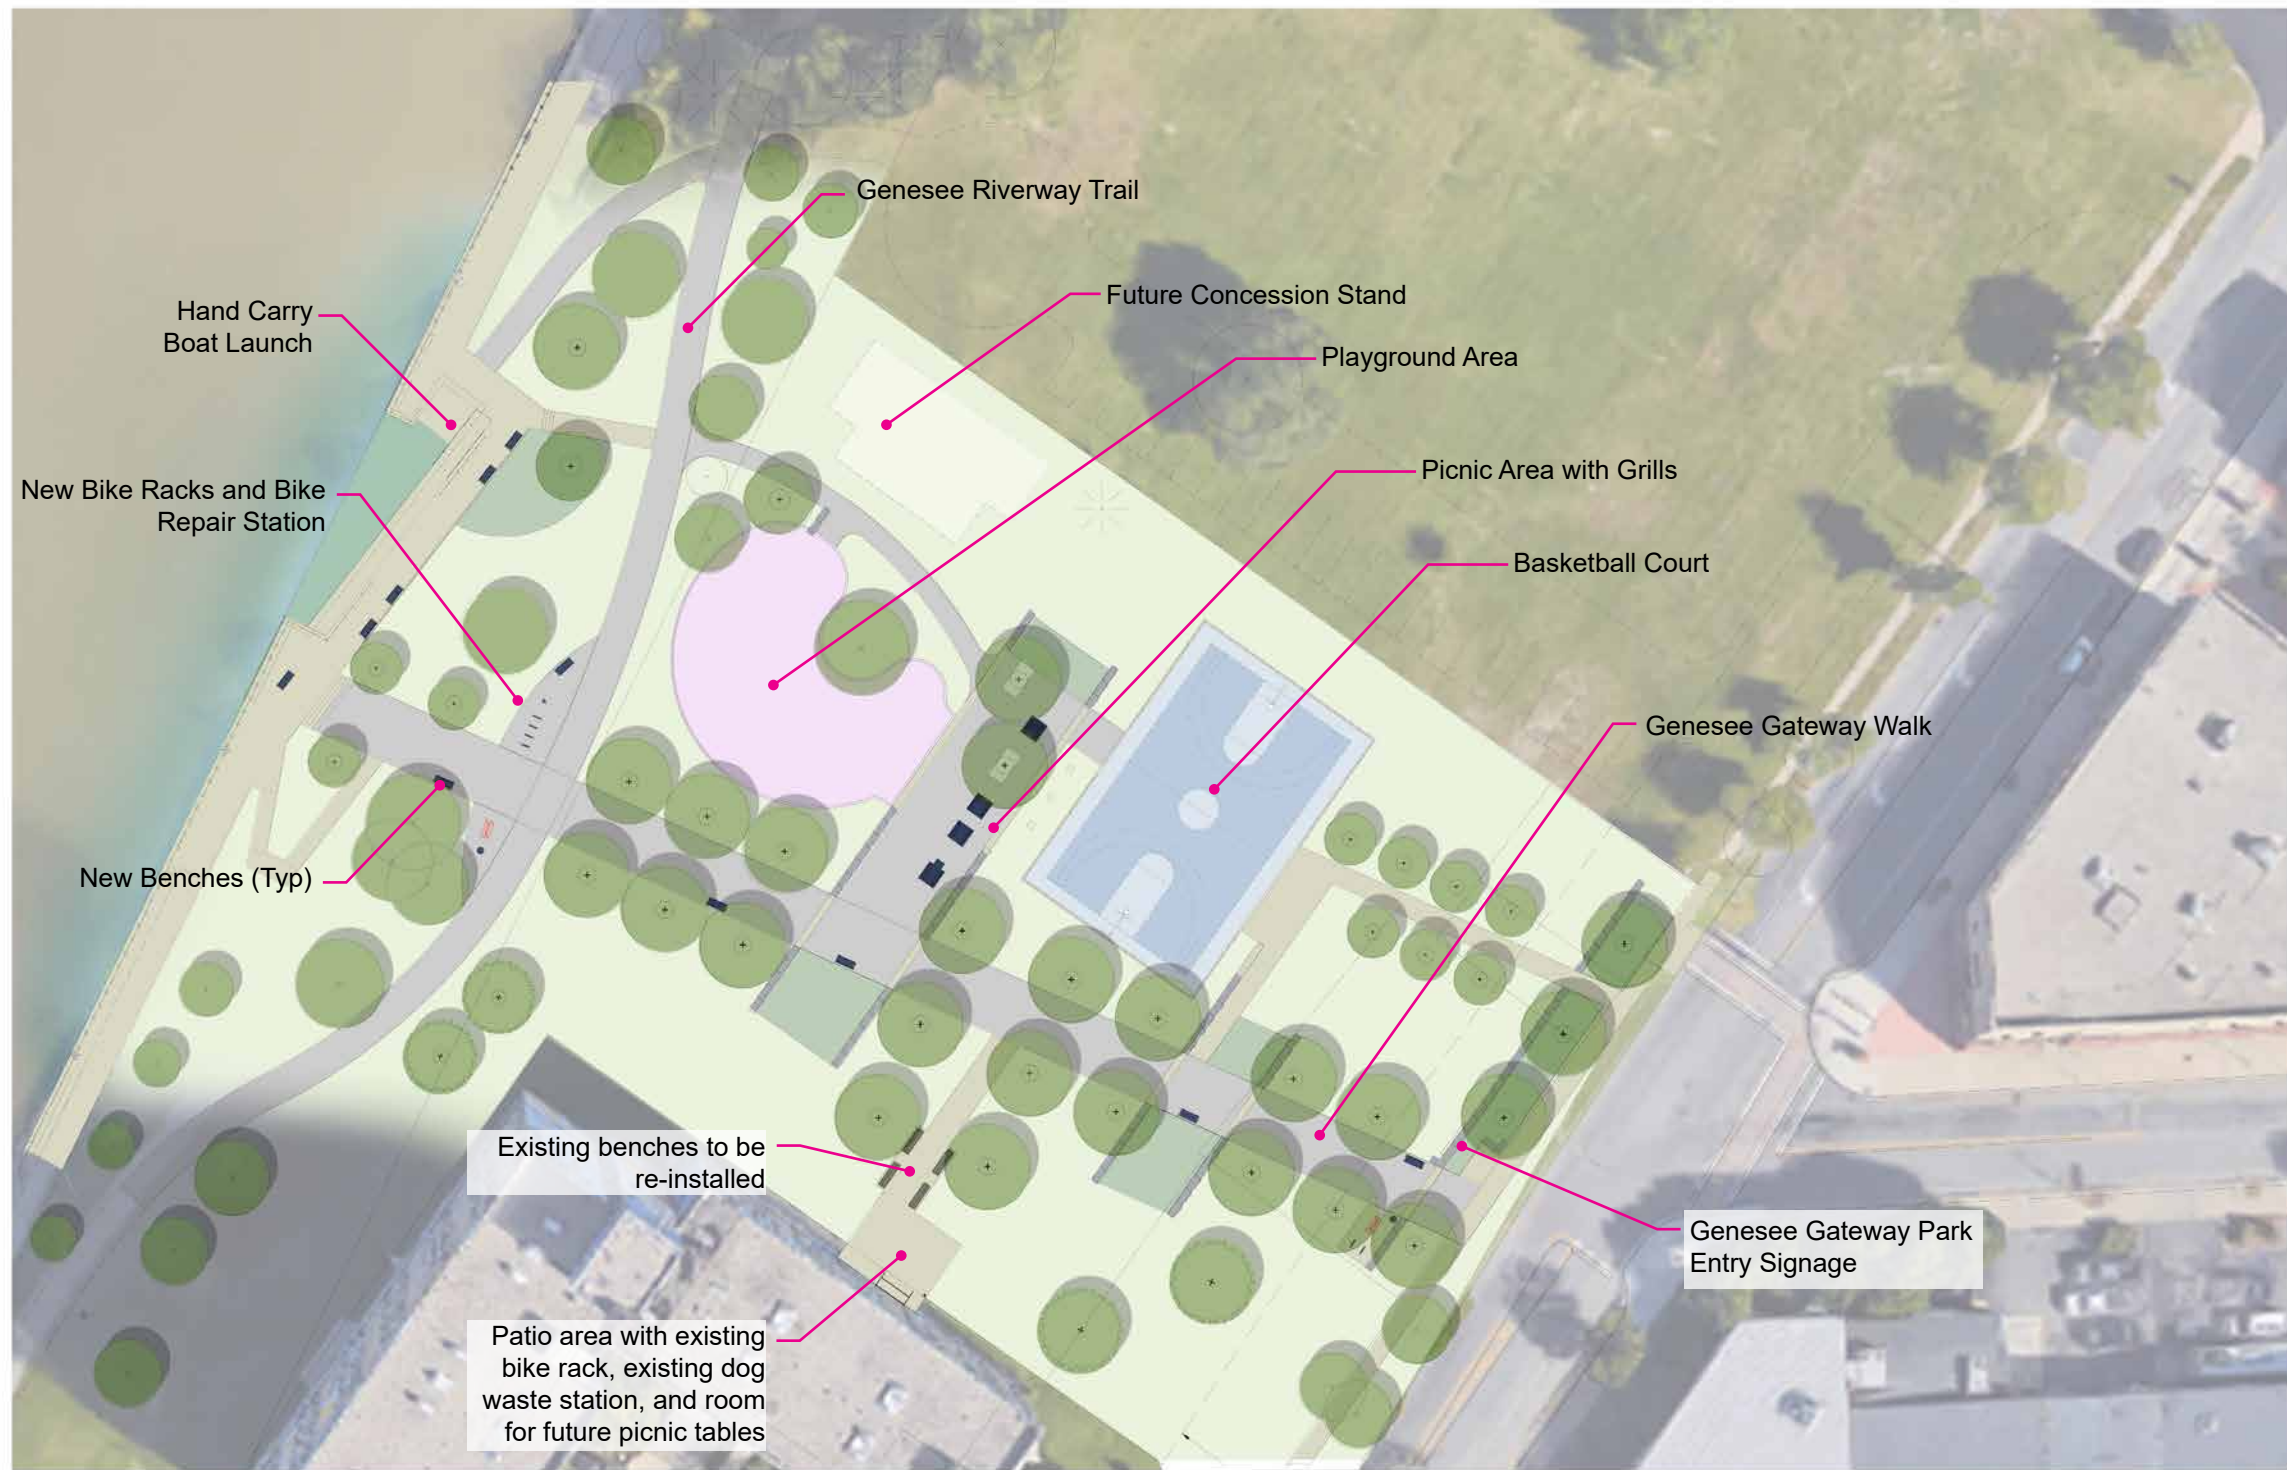 Genesee Riverway Trail
Future Concession Stand
Hand Carry
Boat Launch
Playground Area
Picnic Area with Grills
New Bike Racks and Bike
Repair Station
Basketball Court
Genesee Gateway Walk
New Benches (Typ)
Existing benches to be
re-installed
Genesee Gateway Park
Entry Signage
Patio area with existing
bike rack, existing dog
waste station, and room
for future picnic tables